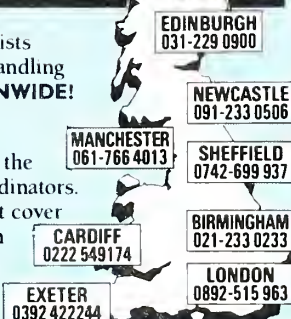 ists
andling
NWIDE!
the
dinators.
t cover
EDINBURGH
031-229 0900
NEWCASTLE
091-233 0506
MANCHESTER
061-766 4013
SHEFFIELD
0742-699 937
BIRMINGHAM
021-233 0233
CARDIFF
0222 549174
LONDON
0892-515 963
EXETER
0392 422244